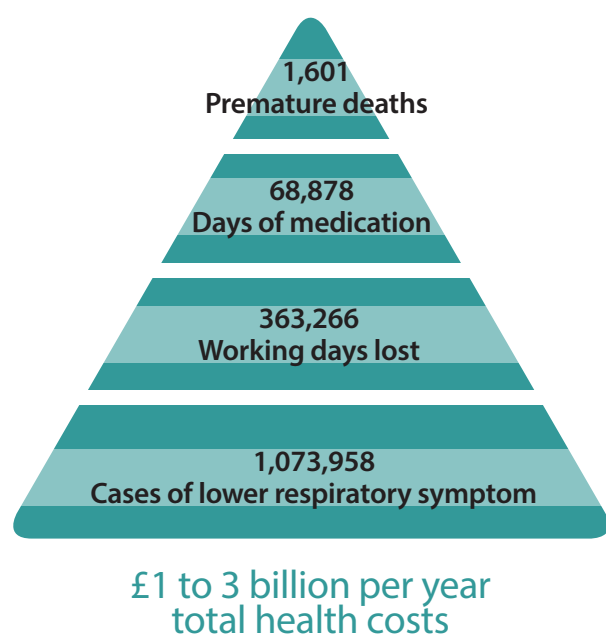 1,601
Premature deaths
68,878
Days of medication
363,266
Working days lost
1,073,958
Cases of lower respiratory symptom
£1 to 3 billion per year
total health costs